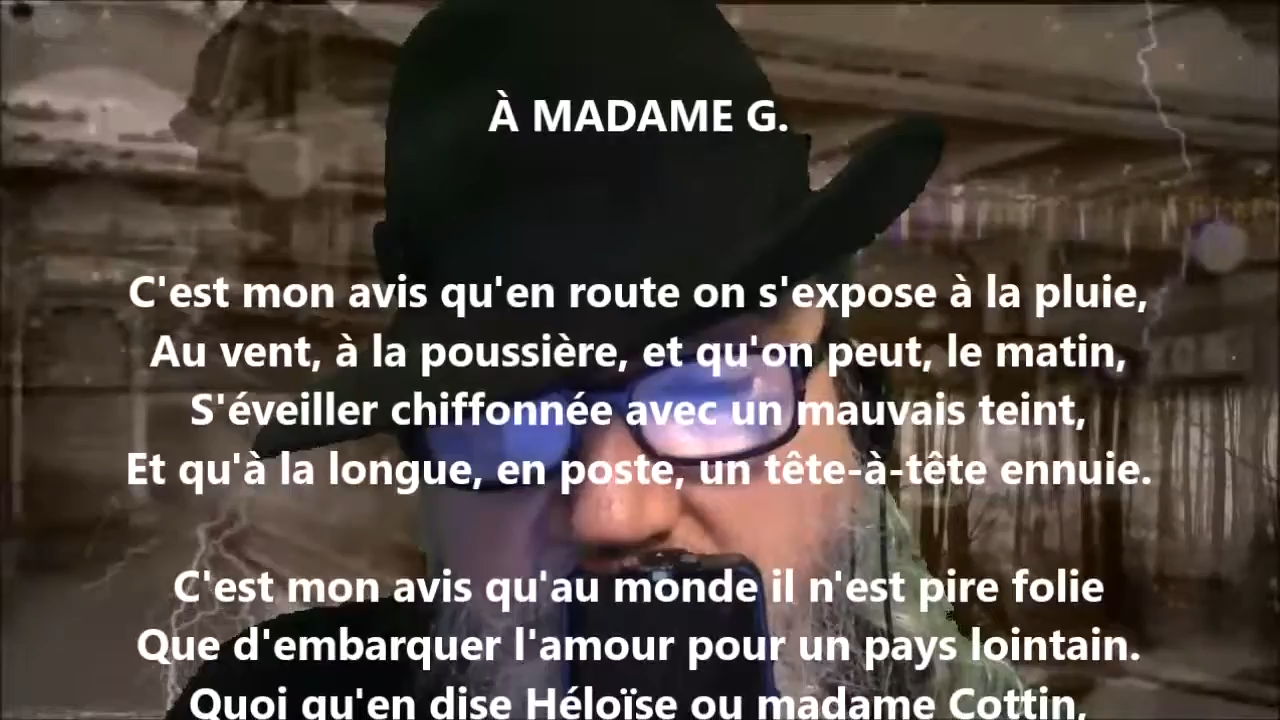 À MADAME G.
C'est mon avis qu'en route on s'expose à la pluie,
Au vent, à la poussière, et qu'on peut, le matin,
S'éveiller chiffonnée avec un mauvais teint,
Et qu'à la longue, en poste, un tête-à-tête ennuie.
C'est mon avis qu'au monde il n'est pire folie
Que d'embarquer l'amour pour un pays lointain.
Quoi qu'en dise Héloïse ou madame Cottin,